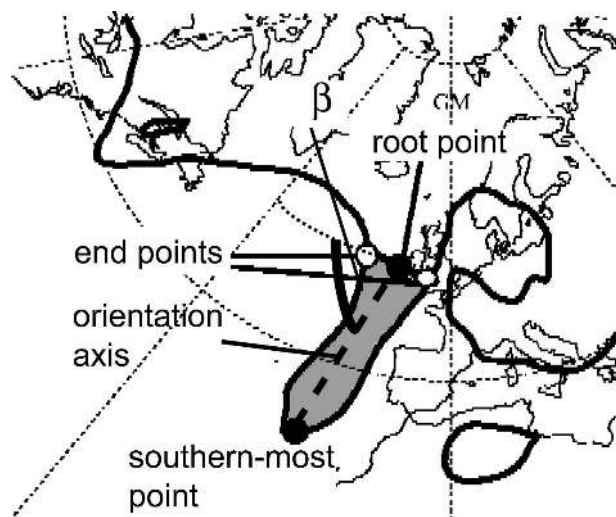 β
GM
root point
end points
orientation
axis
southern-most
point